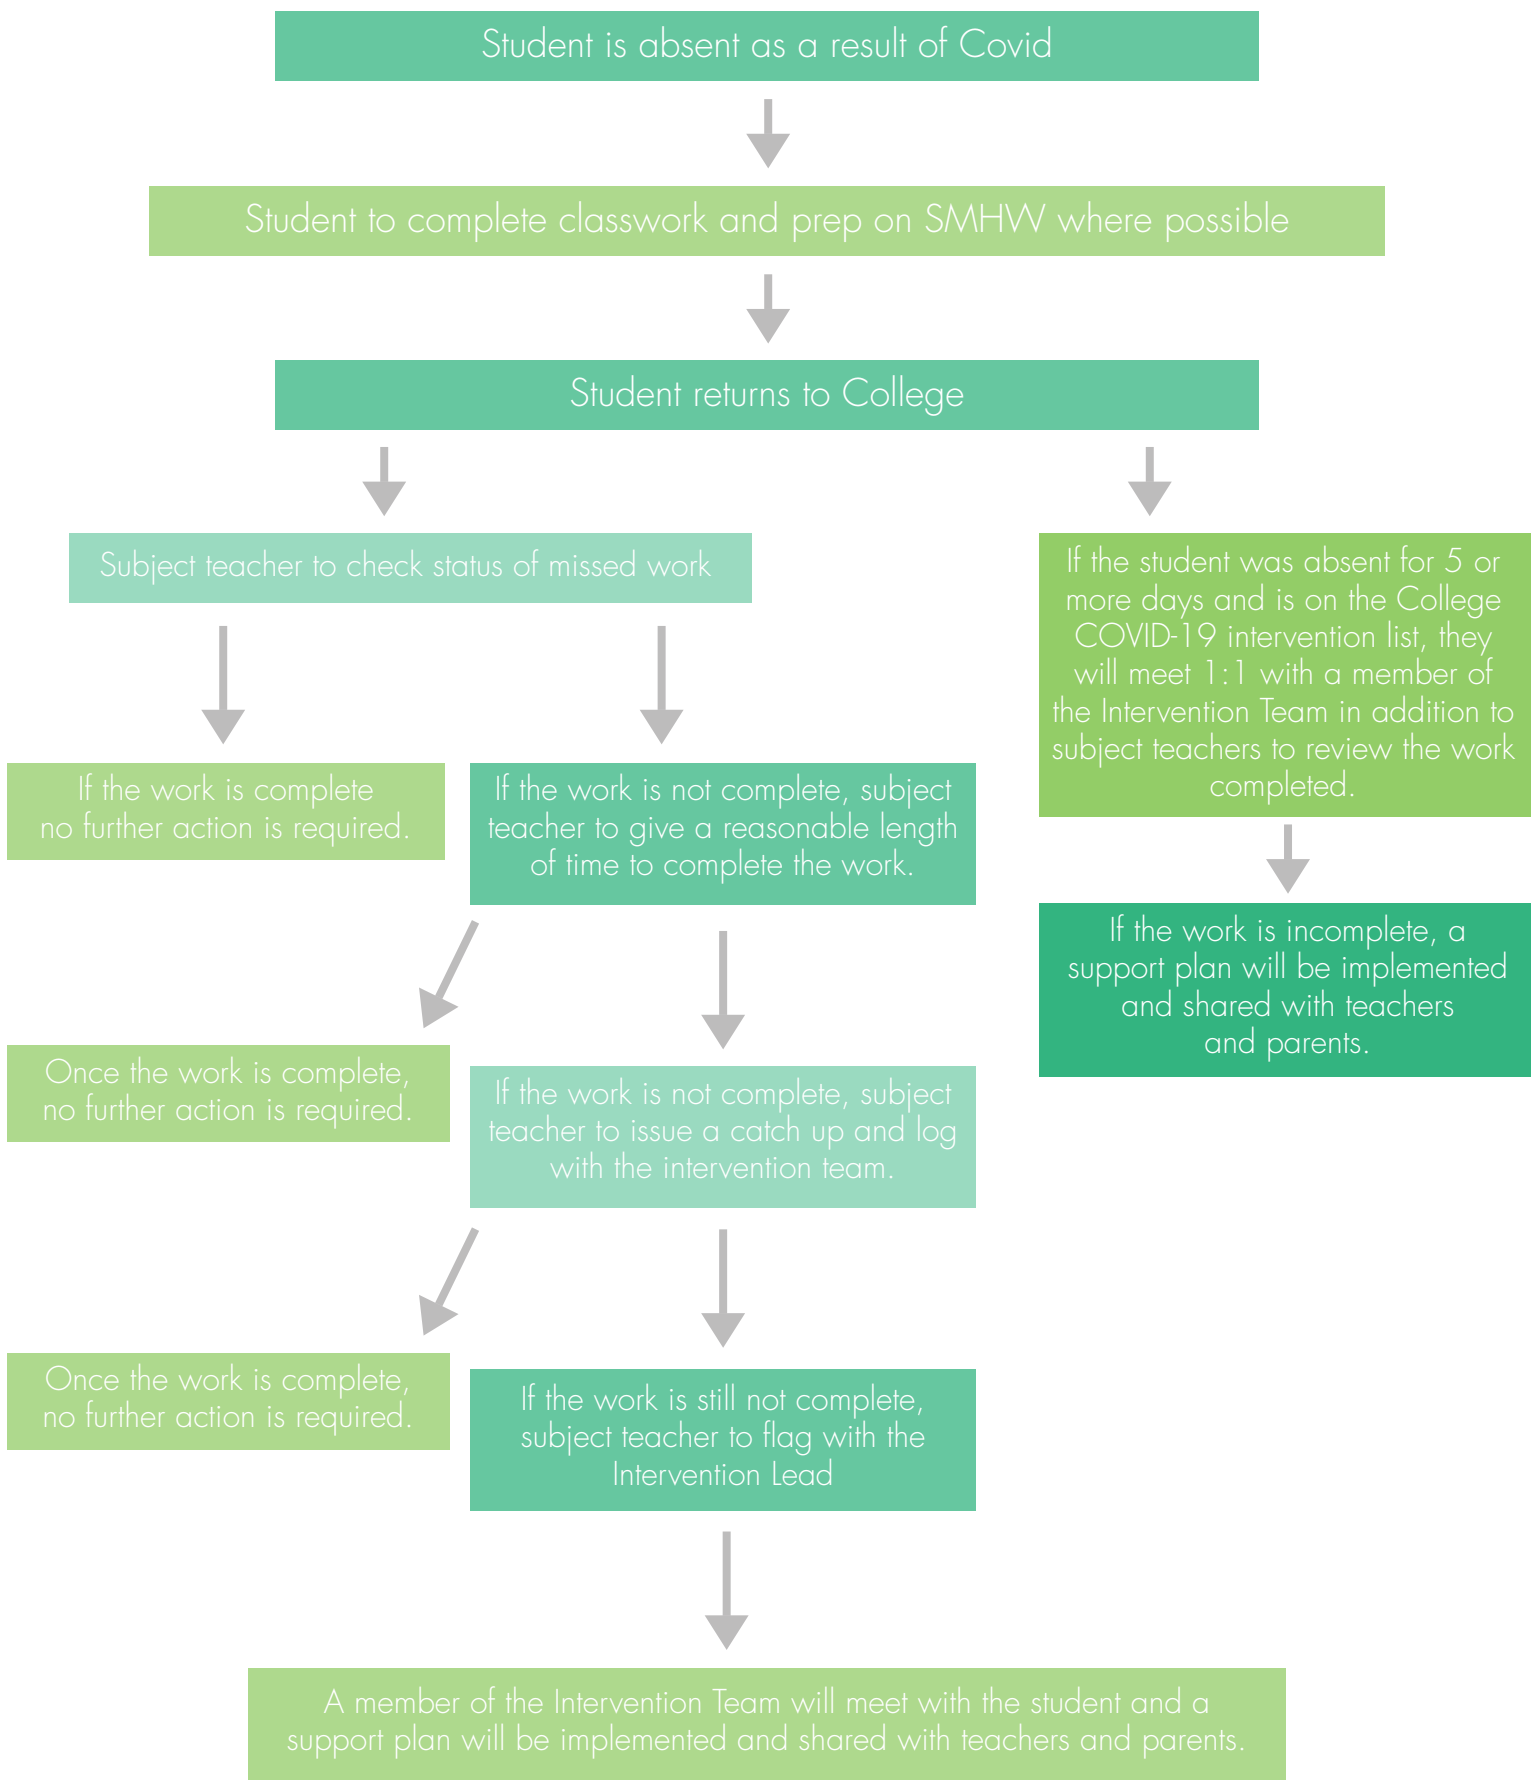 Student is absent as a result of Covid
Student to complete classwork and prep on SMHW where possible
Student returns to College
Subject teacher to check status of missed work
If the student was absent for 5 or
more days and is on the College
COVID-19 intervention list, they
will meet 1:1 with a member of
the Intervention Team in addition to
subject teachers to review the work
completed.
If the work is complete
no further action is required.
If the work is not complete, subject
teacher to give a reasonable length
of time to complete the work.
If the work is incomplete, a
support plan will be implemented
and shared with teachers
and parents.
Once the work is complete,
no further action is required.
If the work is not complete, subject
teacher to issue a catch up and log
with the intervention team.
Once the work is complete,
no further action is required.
If the work is still not complete,
subject teacher to flag with the
Intervention Lead
A member of the Intervention Team will meet with the student and a
support plan will be implemented and shared with teachers and parents.